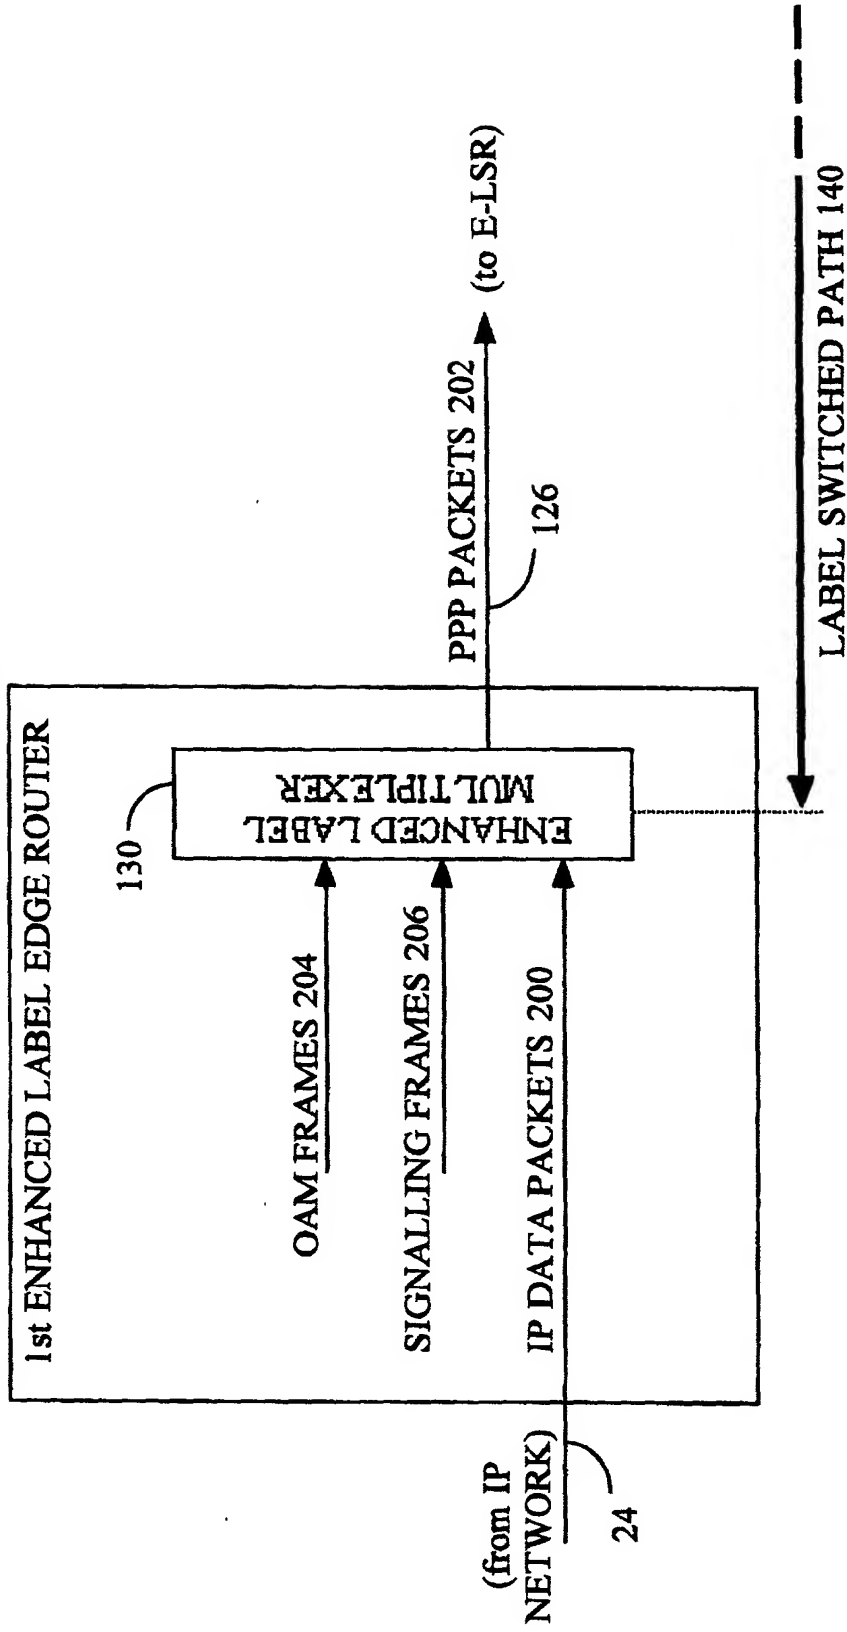 1st ENHANCED LABEL EDGE ROUTER
130
OAM FRAMES 204
ENHANCED LABEL
MULTIPLEXER
SIGNALLING FRAMES 206
PPP PACKETS 202
(to E-LSR)
(from IP
NETWORK)
IP DATA PACKETS 200
126
24
LABEL SWITCHED PATH 140